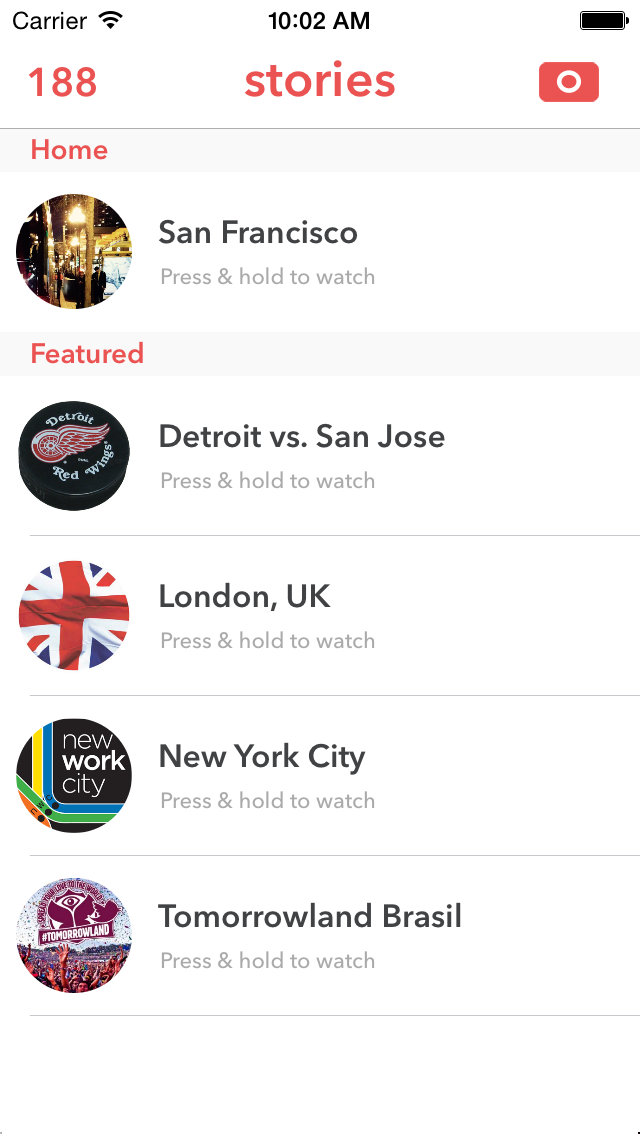 Carrier 10:02 AM
188 stories
Home
San Francisco
Press & hold to watch
Featured
Detroit
Red Wings
Detroit vs. San Jose
Press & hold to watch
London, UK
Press & hold to watch
new
work
city
New York City
Press & hold to watch
#TOMORROWLAND
Tomorrowland Brasil
Press & hold to watch